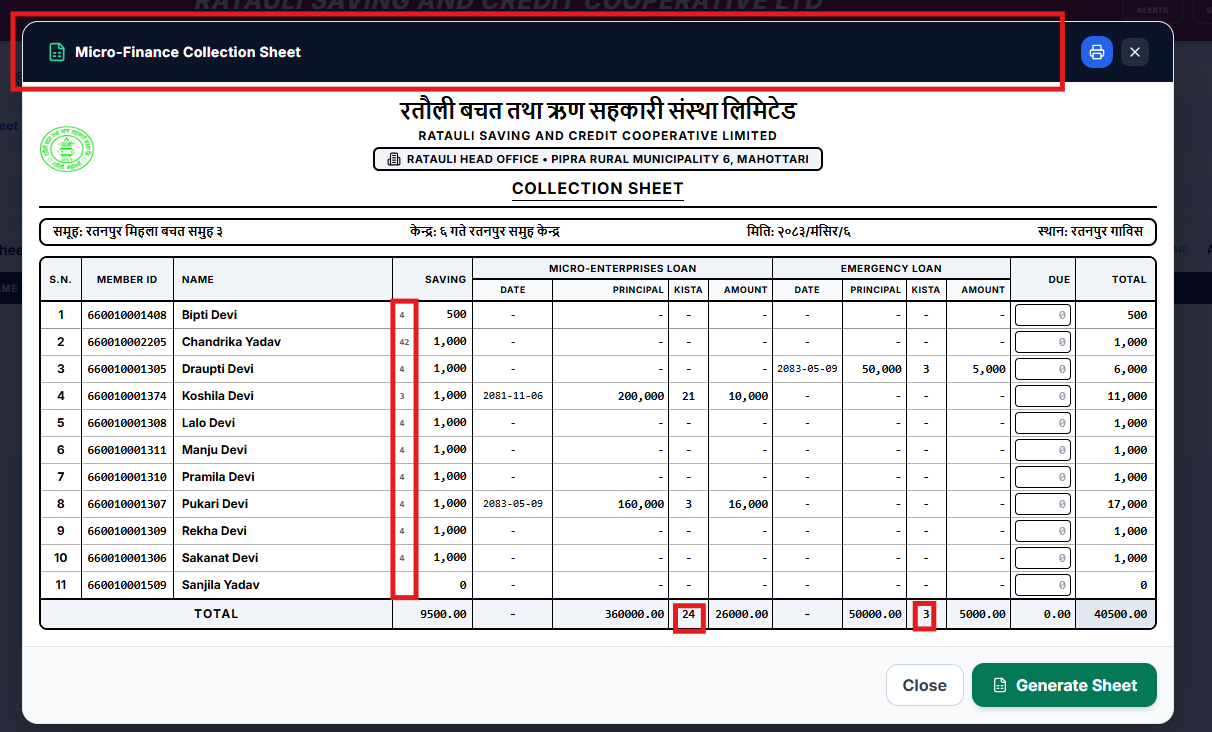 RATAULI SAVING AND CREDIT COOPERATIVE LTD
ALERTS
Micro-Finance Collection Sheet
रतौली बचत तथा ऋण सहकारी संस्था लिमिटेड
RATAULI SAVING AND CREDIT COOPERATIVE LIMITED
RATAULI HEAD OFFICE • PIPRA RURAL MUNICIPALITY 6, MAHOTTARI
COLLECTION SHEET
समूह: रतनपुर मिहला बचत समुह ३ केन्द्र: ६ गते रतनपुर समुह केन्द्र मिति: २०८३/मंसिर/६ स्थान: रतनपुर गाविस
S.N. MEMBER ID NAME SAVING MICRO-ENTERPRISES LOAN EMERGENCY LOAN DUE TOTAL
DATE PRINCIPAL KISTA AMOUNT DATE PRINCIPAL KISTA AMOUNT
1 660010001408 Bipti Devi 4 500 - - - - - - - - 0 500
2 660010002205 Chandrika Yadav 42 1,000 - - - - - - - - 0 1,000
3 660010001305 Draupti Devi 4 1,000 - - - - 2083-05-09 50,000 3 5,000 0 6,000
4 660010001374 Koshila Devi 3 1,000 2081-11-06 200,000 21 10,000 - - - - 0 11,000
5 660010001308 Lalo Devi 4 1,000 - - - - - - - - 0 1,000
6 660010001311 Manju Devi 4 1,000 - - - - - - - - 0 1,000
7 660010001310 Pramila Devi 4 1,000 - - - - - - - - 0 1,000
8 660010001307 Pukari Devi 4 1,000 2083-05-09 160,000 3 16,000 - - - - 0 17,000
9 660010001309 Rekha Devi 4 1,000 - - - - - - - - 0 1,000
10 660010001306 Sakanat Devi 4 1,000 - - - - - - - - 0 1,000
11 660010001509 Sanjila Yadav 0 - - - - - - - - 0 0
TOTAL 9500.00 - 360000.00 24 26000.00 - 50000.00 3 5000.00 0.00 40500.00
Close Generate Sheet